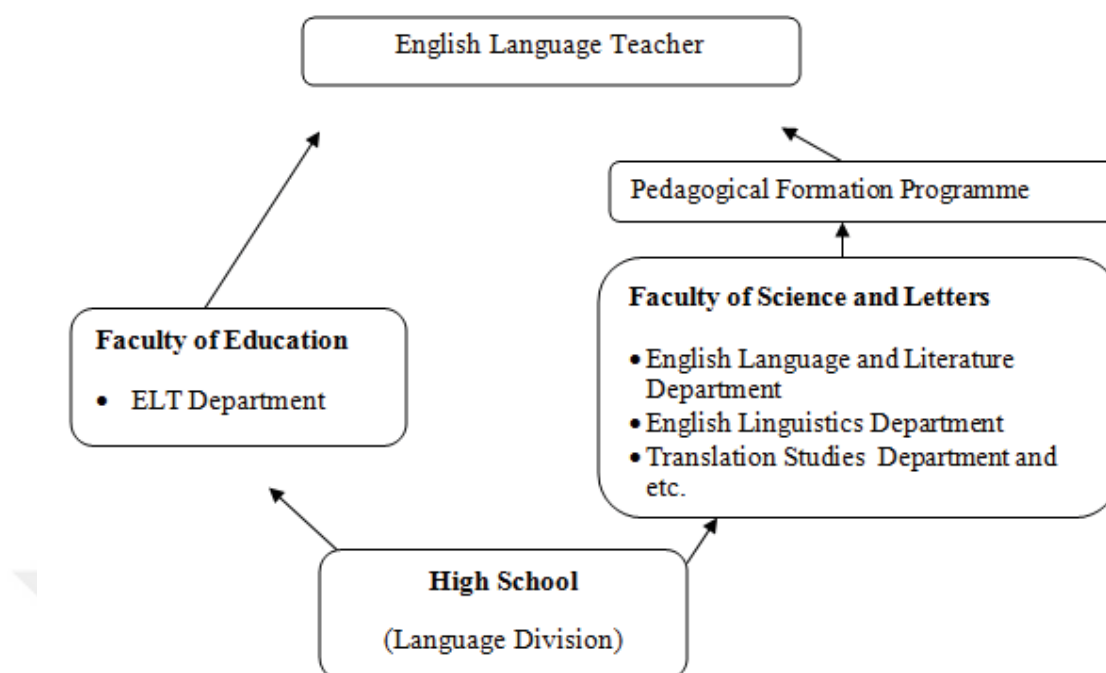 English Language Teacher
Pedagogical Formation Programme
Faculty of Education
• ELT Department
Faculty of Science and Letters
• English Language and Literature
Department
• English Linguistics Department
• Translation Studies Department and
etc.
High School
(Language Division)